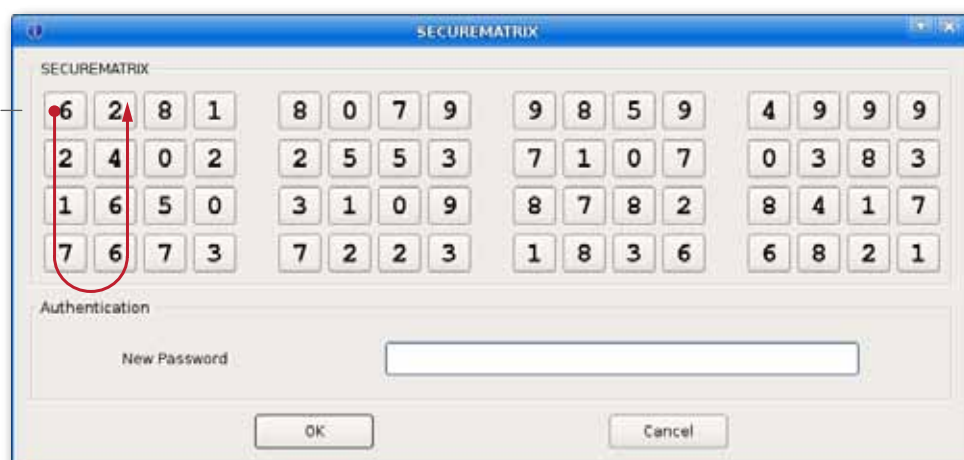 SECUREMATRIX
SECUREMATRIX
6 2 8 1 8 0 7 9 9 8 5 9 4 9 9 9
2 4 0 2 2 5 5 3 7 1 0 7 0 3 8 3
1 6 5 0 3 1 0 9 8 7 8 2 8 4 1 7
7 6 7 3 7 2 2 3 1 8 3 6 6 8 2 1
Authentication
New Password
OK Cancel